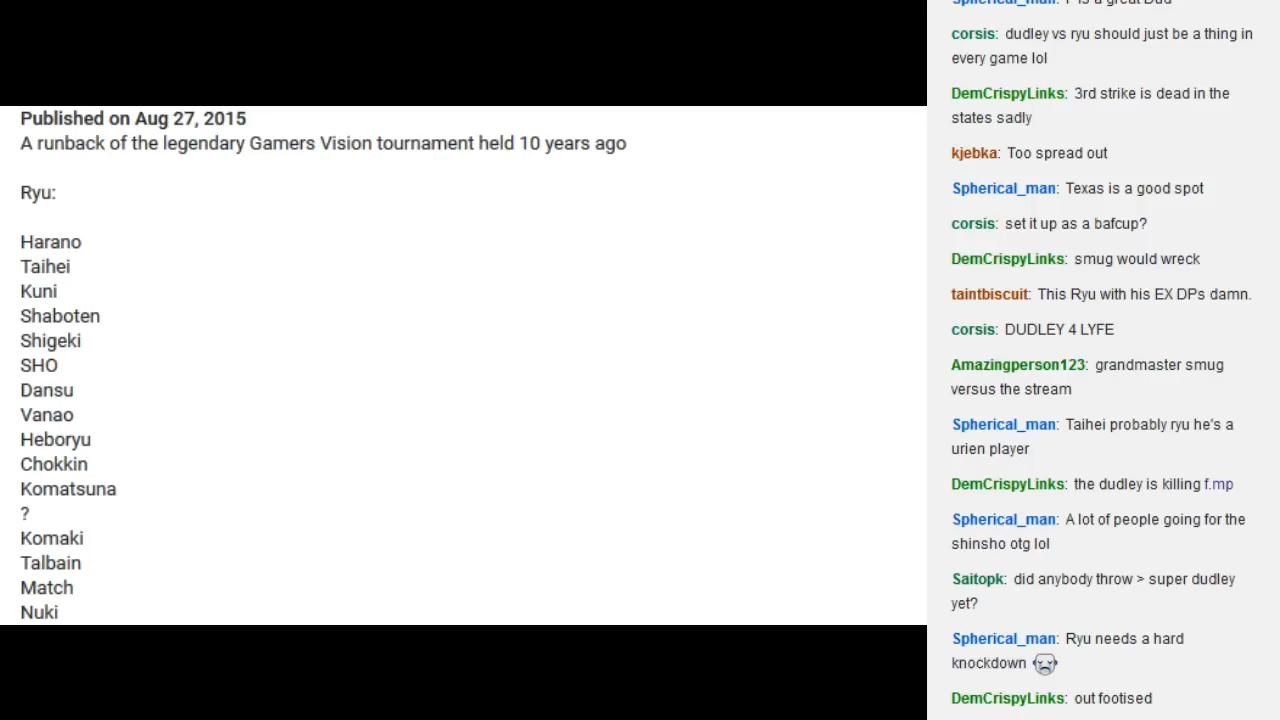 Published on Aug 27, 2015
A runback of the legendary Gamers Vision tournament held 10 years ago
Ryu:
Harano
Taihei
Kuni
Shaboten
Shigeki
SHO
Dansu
Vanao
Heboryu
Chokkin
Komatsuna
?
Komaki
Talbain
Match
Nuki
corsis: dudley vs ryu should just be a thing in
every game lol
DemCrispyLinks: 3rd strike is dead in the
states sadly
kjebka: Too spread out
Spherical_man: Texas is a good spot
corsis: set it up as a bafcup?
DemCrispyLinks: smug would wreck
taintbiscuit: This Ryu with his EX DPs damn.
corsis: DUDLEY 4 LYFE
Amazingperson123: grandmaster smug
versus the stream
Spherical_man: Taihei probably ryu he's a
urien player
DemCrispyLinks: the dudley is killing f.mp
Spherical_man: A lot of people going for the
shinsho otg lol
Saitopk: did anybody throw > super dudley
yet?
Spherical_man: Ryu needs a hard
knockdown
DemCrispyLinks: out footised